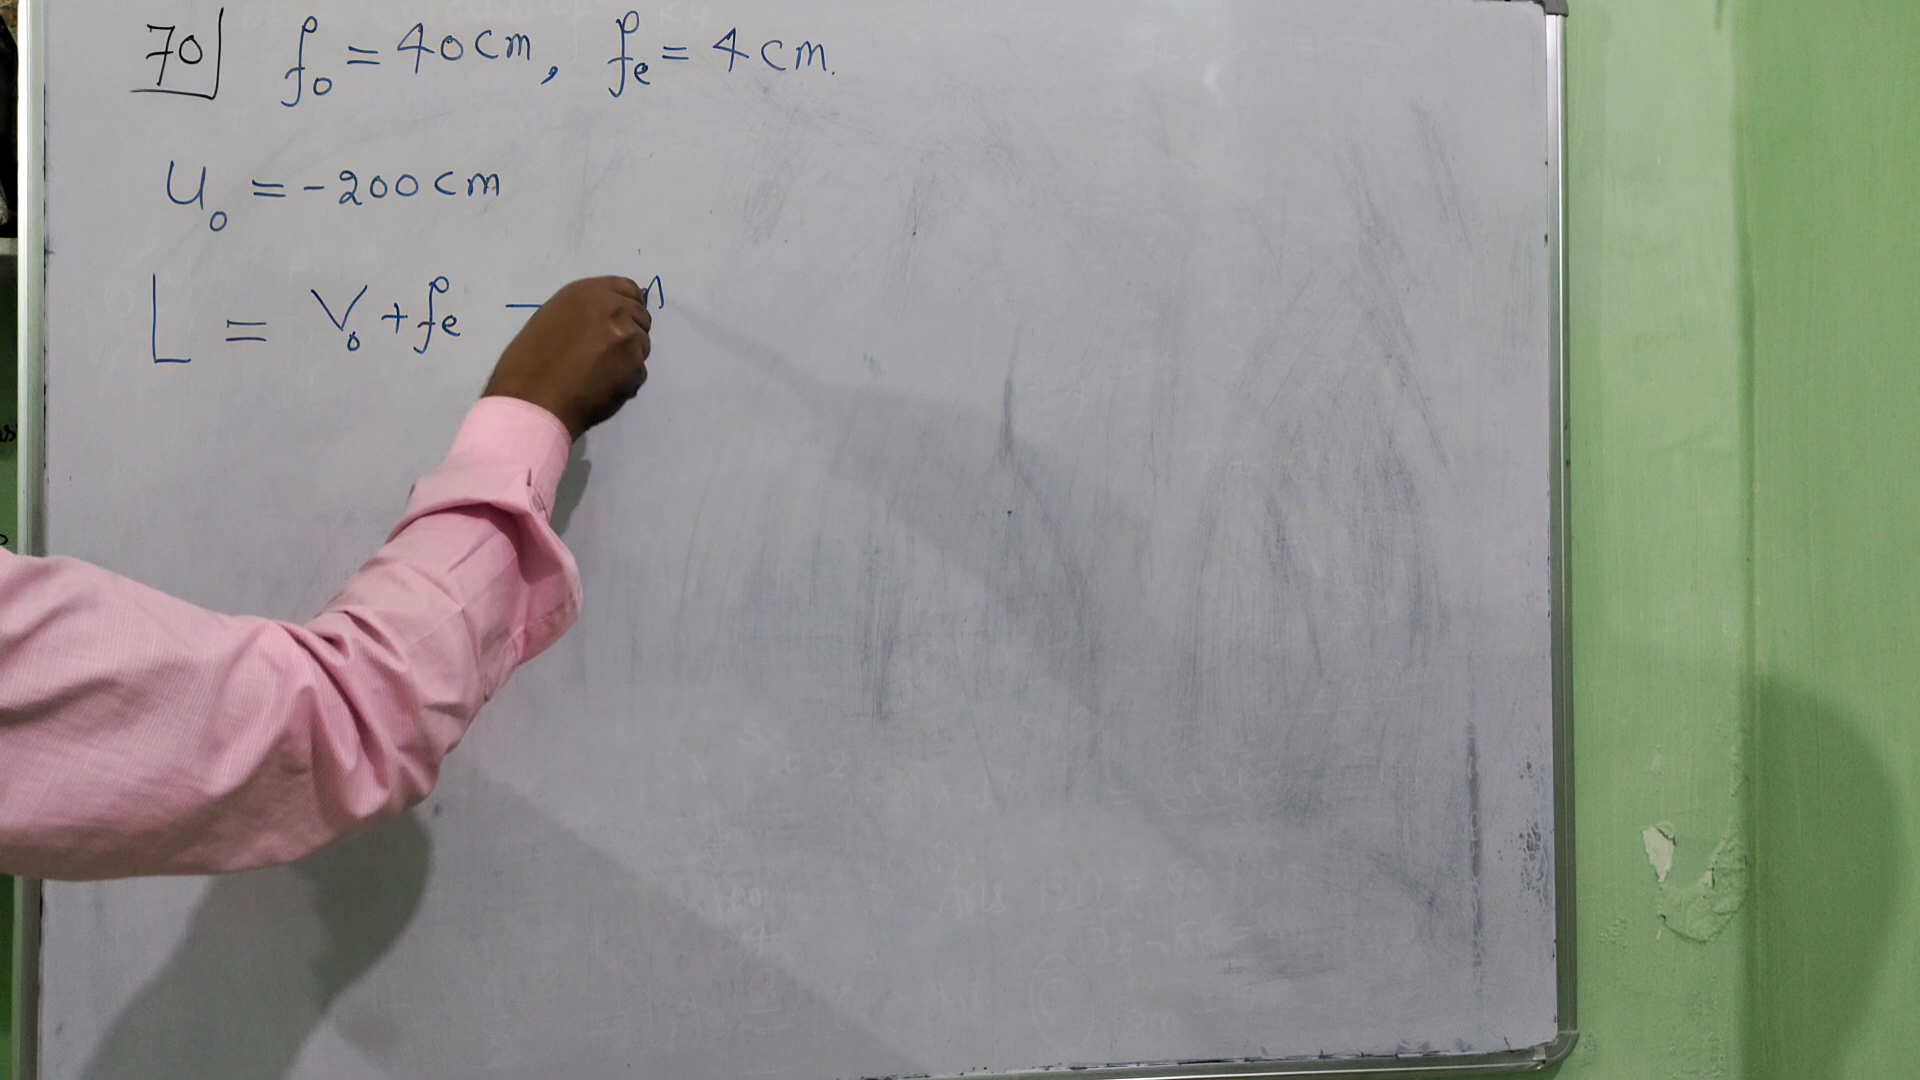 70 f₀ = 40 cm, fₑ = 4 cm.
u₀ = -200 cm
L = V₀ + fₑ